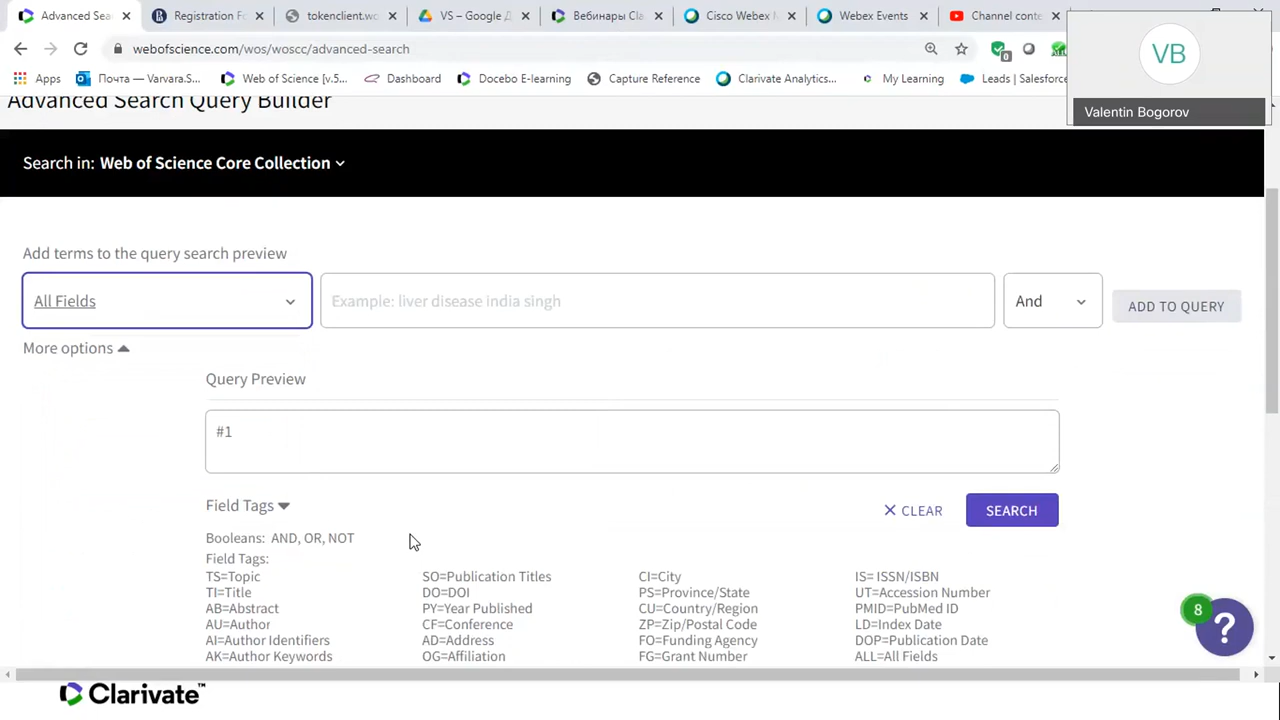 Advanced Sear
Registration Fo
tokenclient.wo
VS – Google Д
Вебинары Cla
Cisco Webex M
Webex Events
Channel conte
webofscience.com/wos/woscc/advanced-search
0
Apps
Почта — Varvara.S...
Web of Science [v.5...
Dashboard
Docebo E-learning
Capture Reference
Clarivate Analytics...
My Learning
Leads | Salesforce
VB
Valentin Bogorov
Advanced Search Query Builder
Search in: Web of Science Core Collection
Add terms to the query search preview
All Fields
Example: liver disease india singh
And
ADD TO QUERY
More options
Query Preview
#1
Field Tags
CLEAR
SEARCH
Booleans: AND, OR, NOT
Field Tags:
TS=Topic SO=Publication Titles CI=City IS= ISSN/ISBN
TI=Title DO=DOI PS=Province/State UT=Accession Number
AB=Abstract PY=Year Published CU=Country/Region PMID=PubMed ID
AU=Author CF=Conference ZP=Zip/Postal Code LD=Index Date
AI=Author Identifiers AD=Address FO=Funding Agency DOP=Publication Date
AK=Author Keywords OG=Affiliation FG=Grant Number ALL=All Fields
8
?
Clarivate™